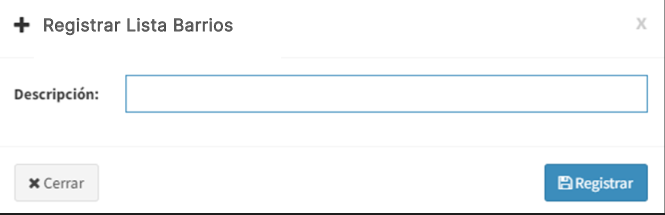 Registrar Lista Barrios
x
Descripción:
Cerrar
Registrar